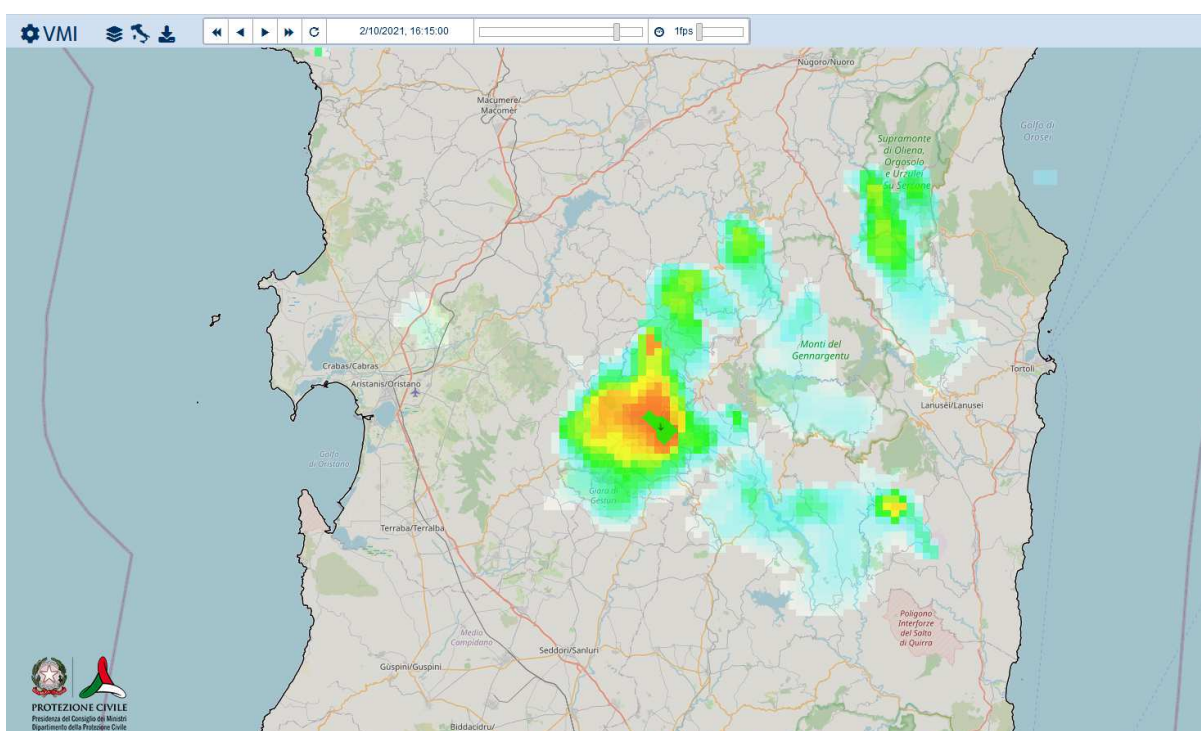 VMI
2/10/2021, 16:15:00
1fps
Nugoro/Nuoro
Macumere/
Macomer
Golfo di
Orosei
Supramonte
di Oliena,
Orgosolo
e Urzulei
Su Sercone
Monti del
Gennargentu
Crabas/Cabras
Tortolì
Aristanis/Oristano
Lanusei/Lanusei
Golfo
di Oristano
Giara di
Gesturi
Terraba/Terralba
Poligono
Interforze
del Salto
di Quirra
Medio
Campidano
Seddori/Sanluri
Guspini/Guspini
PROTEZIONE CIVILE
Presidenza del Consiglio dei Ministri
Dipartimento della Protezione Civile
Biddacidru/